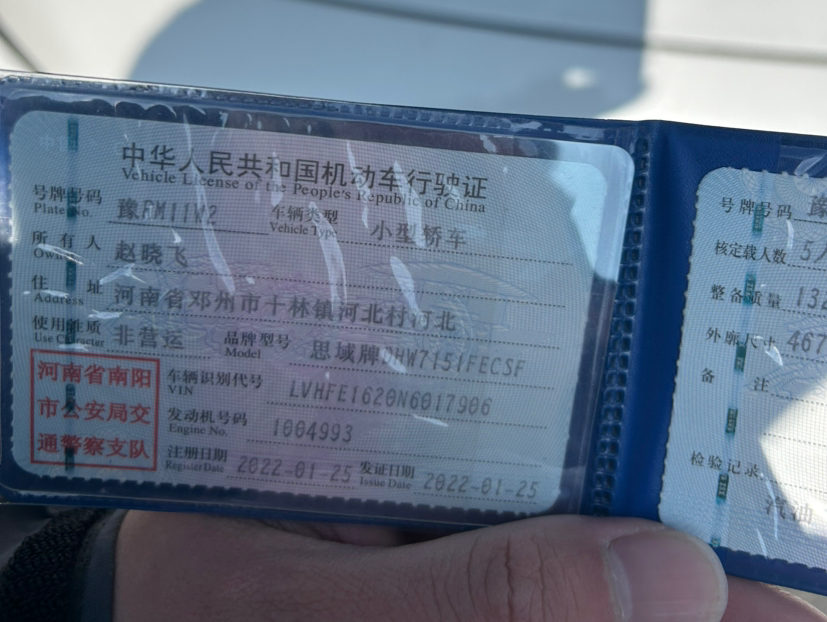 中华人民共和国机动车行驶证
Vehicle License of the People's Republic of China
号牌号码 豫RM11W2 车辆类型 小型轿车
Plate No. Vehicle Type
所有人 赵晓飞
Owner
住址 河南省邓州市十林镇河北村河北
Address
使用性质 非营运 品牌型号 思域牌DHW7151FECSF
Use Character Model
河南省南阳
市公安局交
通警察支队
车辆识别代号 LVHFE1620N6017906
VIN
发动机号码 1004993
Engine No.
注册日期 2022-01-25 发证日期 2022-01-25
Register Date Issue Date
号牌号码 豫
核定载人数 5
整备质量 132
外廓尺寸 467
备注
检验记录
汽油